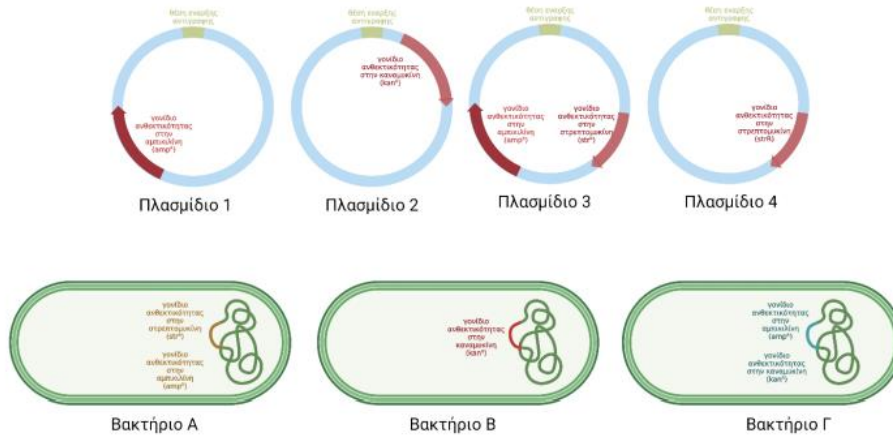 θέση έναρξης
αντιγραφής
γονίδιο
ανθεκτικότητας
στην
αμπικιλίνη
(ampᴿ)
Πλασμίδιο 1
θέση έναρξης
αντιγραφής
γονίδιο
ανθεκτικότητας
στην καναμυκίνη
(kanᴿ)
Πλασμίδιο 2
θέση έναρξης
αντιγραφής
γονίδιο
ανθεκτικότητας
στην
αμπικιλίνη
(ampᴿ)
γονίδιο
ανθεκτικότητας
στην
στρεπτομυκίνη
(strᴿ)
Πλασμίδιο 3
θέση έναρξης
αντιγραφής
γονίδιο
ανθεκτικότητας
στην
στρεπτομυκίνη
(strR)
Πλασμίδιο 4
γονίδιο
ανθεκτικότητας
στην
στρεπτομυκίνη
(strᴿ)
γονίδιο
ανθεκτικότητας
στην
αμπικιλίνη
(ampᴿ)
Βακτήριο Α
γονίδιο
ανθεκτικότητας
στην
καναμυκίνη
(kanᴿ)
Βακτήριο Β
γονίδιο
ανθεκτικότητας
στην
αμπικιλίνη
(ampᴿ)
γονίδιο
ανθεκτικότητας
στην καναμυκίνη
(kanᴿ)
Βακτήριο Γ